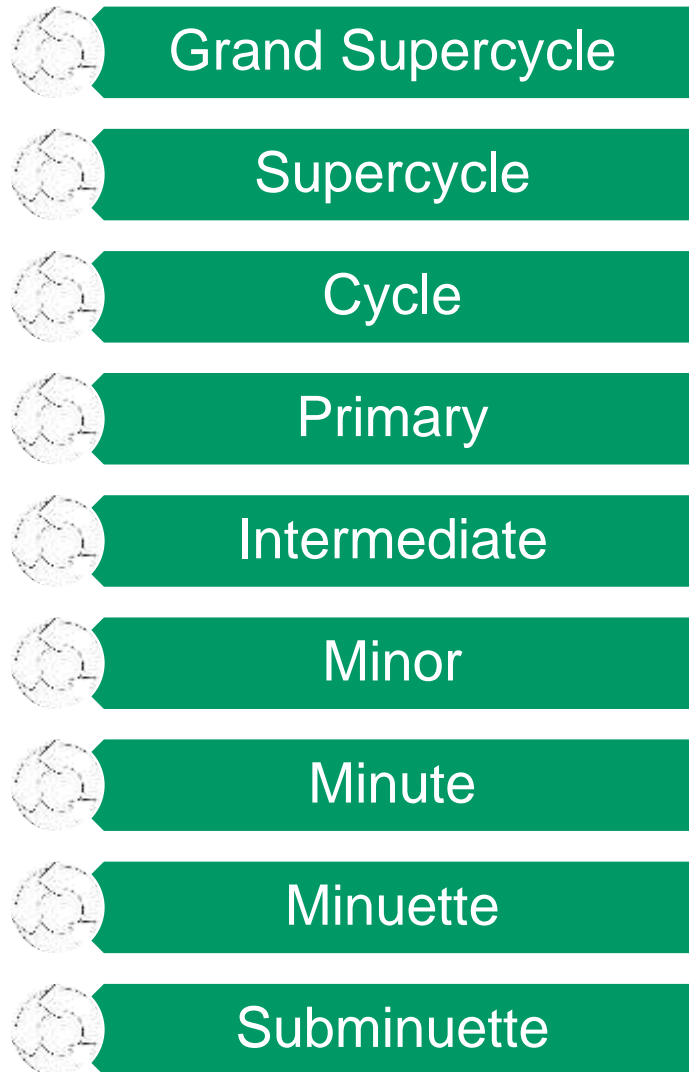 Grand Supercycle
Supercycle
Cycle
Primary
Intermediate
Minor
Minute
Minuette
Subminuette